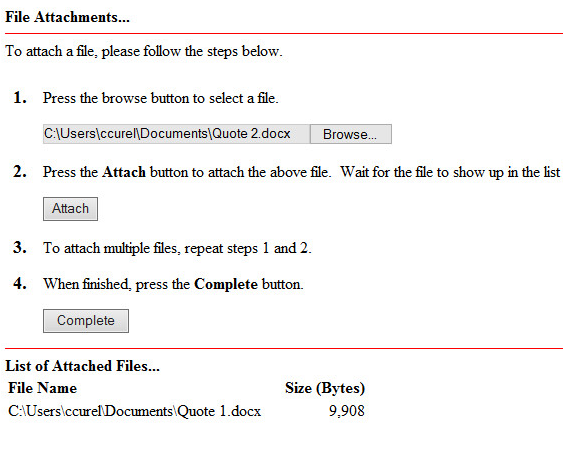 File Attachments...
To attach a file, please follow the steps below.
1. Press the browse button to select a file.
C:\Users\ccurel\Documents\Quote 2.docx Browse...
2. Press the Attach button to attach the above file. Wait for the file to show up in the list
Attach
3. To attach multiple files, repeat steps 1 and 2.
4. When finished, press the Complete button.
Complete
List of Attached Files...
File Name Size (Bytes)
C:\Users\ccurel\Documents\Quote 1.docx 9,908